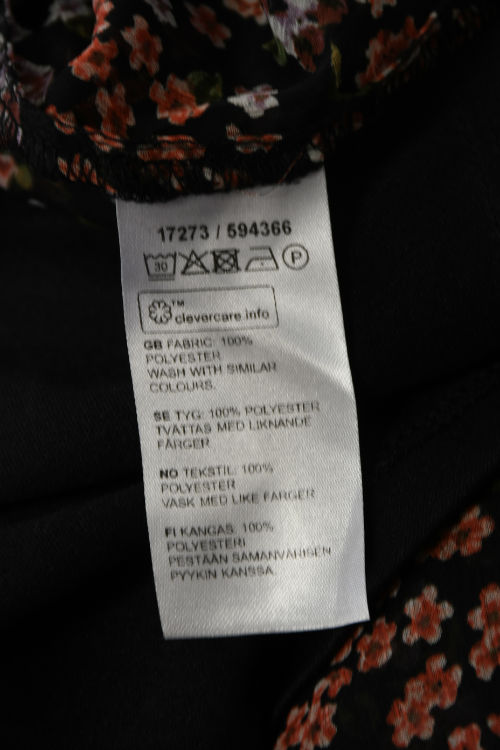 17273 / 594366
30
P
TM
clevercare.info
GB FABRIC: 100%
POLYESTER
WASH WITH SIMILAR
COLOURS.
SE TYG: 100% POLYESTER
TVÄTTAS MED LIKNANDE
FÄRGER
NO TEKSTIL: 100%
POLYESTER
VASK MED LIKE FARGER
FI KANGAS: 100%
POLYESTERI
PESTÄÄN SAMANVÄRISEN
PYYKIN KANSSA.